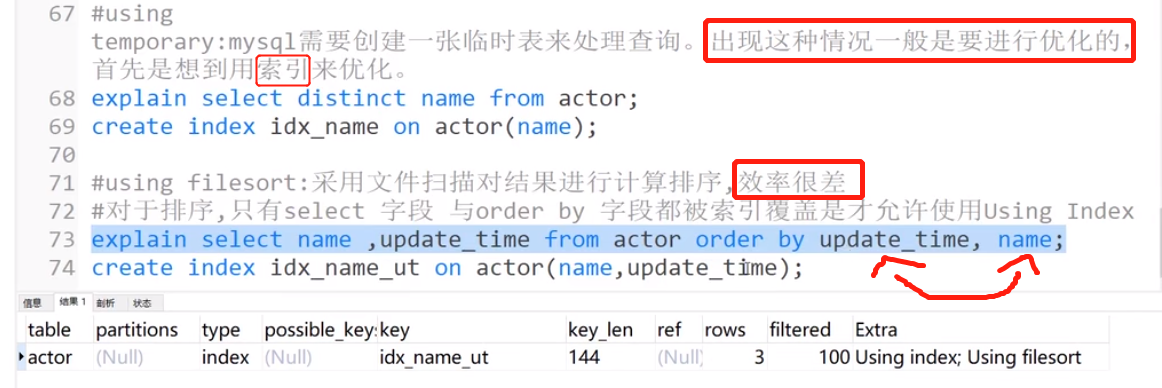 67 #using
temporary:mysql需要创建一张临时表来处理查询。出现这种情况一般是要进行优化的,
首先是想到用索引来优化。
68 explain select distinct name from actor;
69 create index idx_name on actor(name);
70
71 #using filesort:采用文件扫描对结果进行计算排序,效率很差
72 #对于排序,只有select 字段 与order by 字段都被索引覆盖是才允许使用Using Index
73 explain select name ,update_time from actor order by update_time, name;
74 create index idx_name_ut on actor(name,update_time);
信息 结果 1 剖析 状态
table partitions type possible_key: key key_len ref rows filtered Extra
actor (Null) index (Null) idx_name_ut 144 (Null) 3 100 Using index; Using filesort